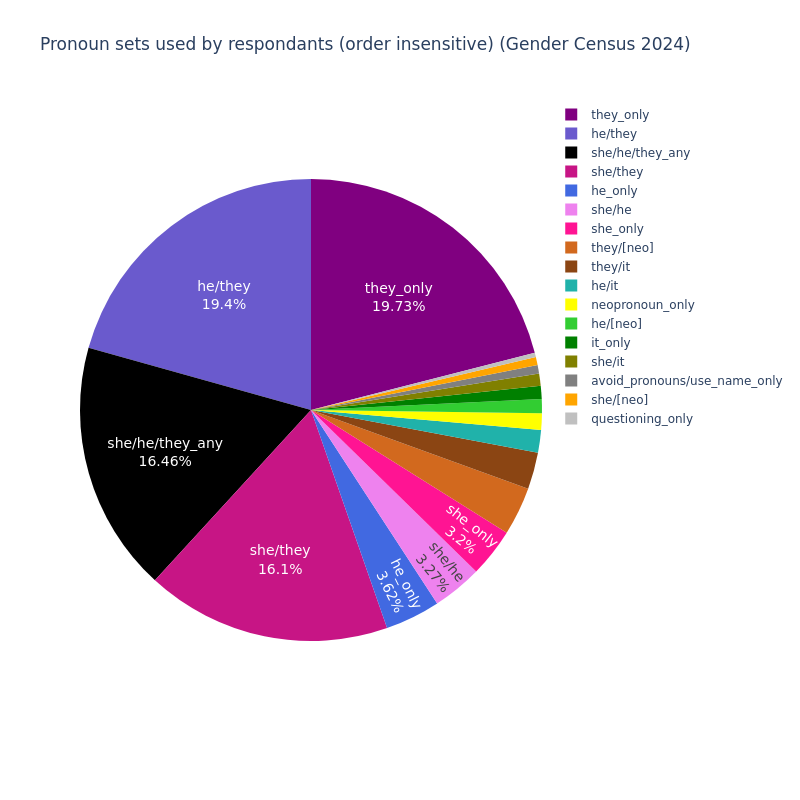 Pronoun sets used by respondants (order insensitive) (Gender Census 2024)
they_only
he/they
she/he/they_any
she/they
he_only
she/he
she_only
they/[neo]
they/it
he/it
neopronoun_only
he/[neo]
it_only
she/it
avoid_pronouns/use_name_only
she/[neo]
questioning_only
he/they
19.4%
they_only
19.73%
she/he/they_any
16.46%
she/they
16.1%
he_only
3.62%
she/he
3.27%
she_only
3.2%